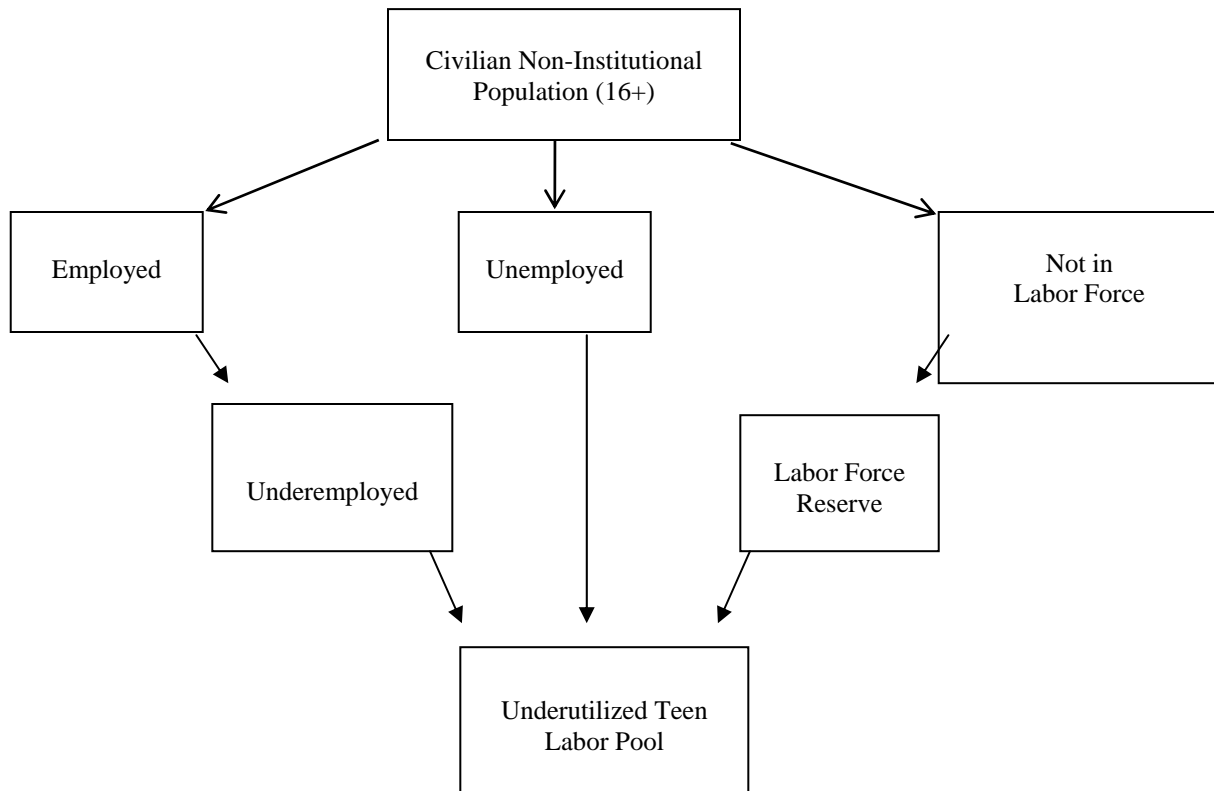 Civilian Non-Institutional
Population (16+)
Employed
Unemployed
Not in
Labor Force
Underemployed
Labor Force
Reserve
Underutilized Teen
Labor Pool